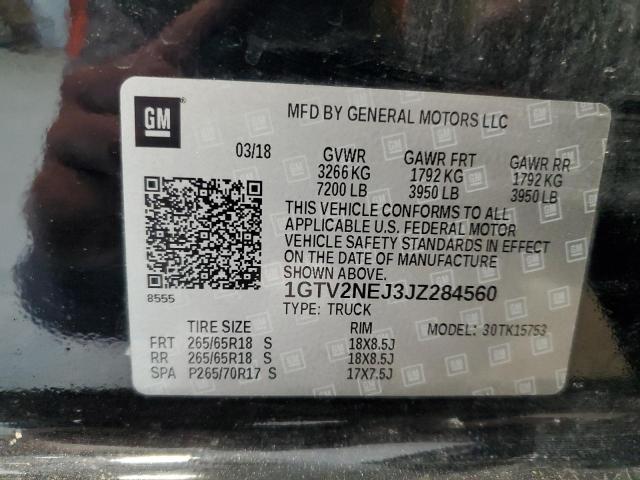 GM
MFD BY GENERAL MOTORS LLC
03/18 GVWR GAWR FRT GAWR RR
3266 KG 1792 KG 1792 KG
7200 LB 3950 LB 3950 LB
THIS VEHICLE CONFORMS TO ALL
APPLICABLE U.S. FEDERAL MOTOR
VEHICLE SAFETY STANDARDS IN EFFECT
ON THE DATE OF MANUFACTURE
SHOWN ABOVE.
8555
1GTV2NEJ3JZ284560
TYPE: TRUCK
TIRE SIZE RIM MODEL: 30TK15753
FRT 265/65R18 S 18X8.5J
RR 265/65R18 S 18X8.5J
SPA P265/70R17 S 17X7.5J